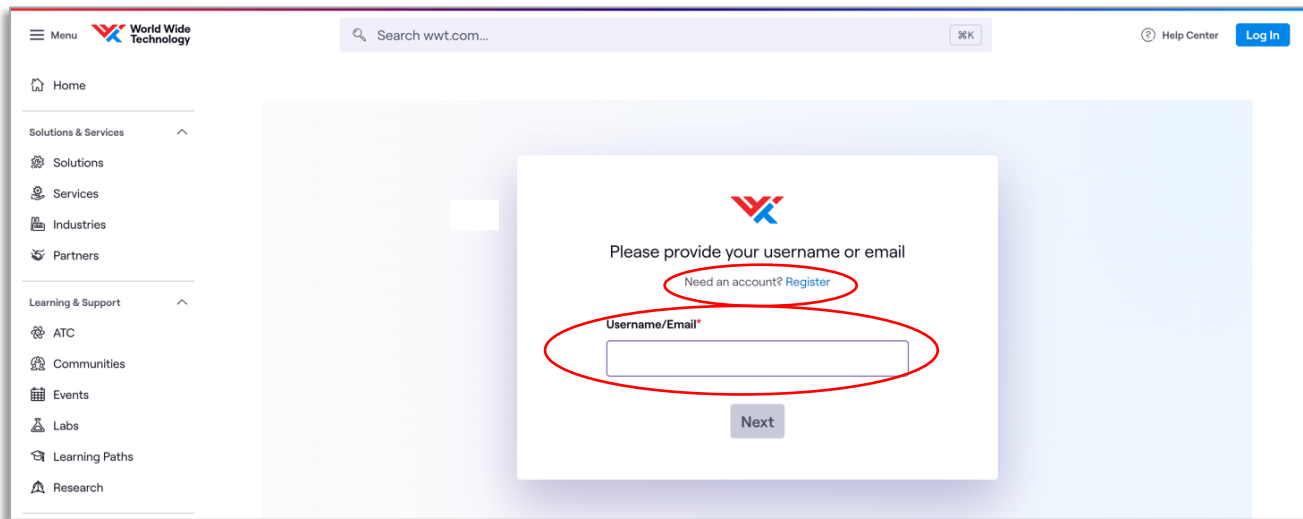 Menu
World Wide
Technology
Search wwt.com...
⌘K
Help Center
Log In
Home
Solutions & Services
Solutions
Services
Industries
Partners
Learning & Support
ATC
Communities
Events
Labs
Learning Paths
Research
Please provide your username or email
Need an account? Register
Username/Email*
Next